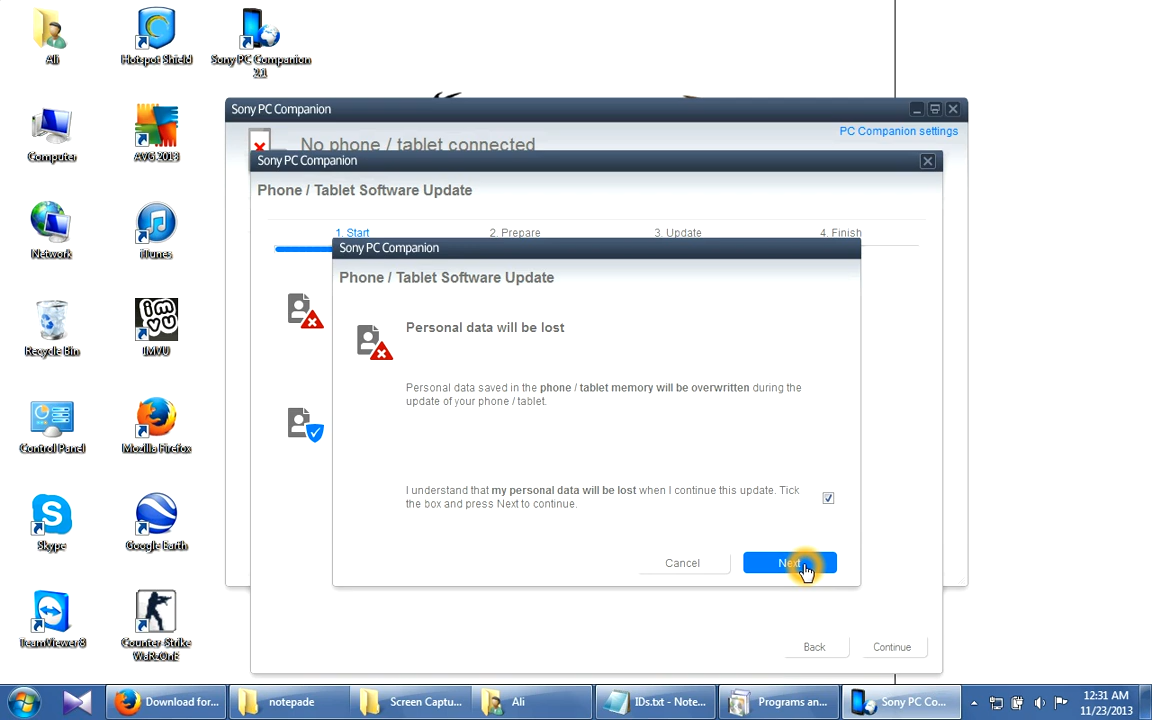 Ali
Hotspot Shield
Sony PC Companion
2.1
Computer
AVG 2013
Network
iTunes
Recycle Bin
IMVU
Control Panel
Mozilla Firefox
Skype
Google Earth
TeamViewer 8
Counter-Strike
WaRzOnE
Sony PC Companion
PC Companion settings
No phone / tablet connected
Sony PC Companion
Phone / Tablet Software Update
1. Start
2. Prepare
3. Update
4. Finish
Sony PC Companion
Phone / Tablet Software Update
Personal data will be lost
Personal data saved in the phone / tablet memory will be overwritten during the
update of your phone / tablet.
I understand that my personal data will be lost when I continue this update. Tick
the box and press Next to continue.
Cancel
Next
Back
Continue
Download for...
notepade
Screen Captu...
Ali
IDs.txt - Note...
Programs an...
Sony PC Co...
12:31 AM
11/23/2013